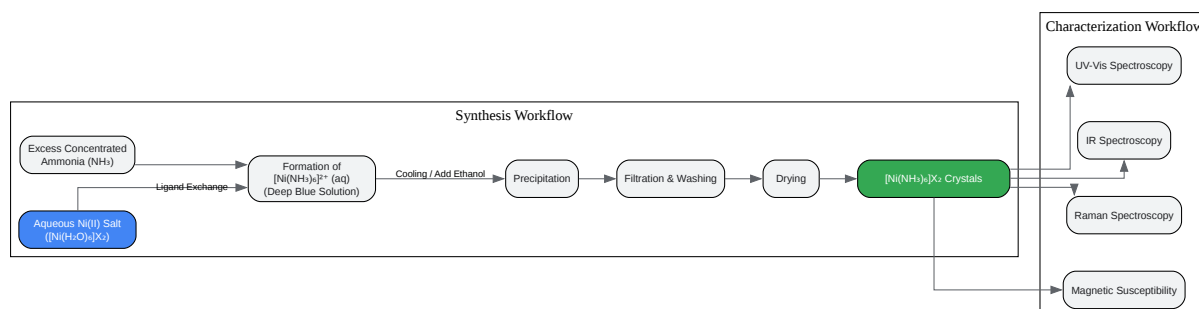 Characterization Workflow
UV-Vis Spectroscopy
Synthesis Workflow
Excess Concentrated
Ammonia (NH₃)
Formation of
[Ni(NH₃)₆]²⁺ (aq)
(Deep Blue Solution)
Ligand Exchange
Aqueous Ni(II) Salt
([Ni(H₂O)₆]X₂)
Cooling / Add Ethanol
Precipitation
Filtration & Washing
Drying
[Ni(NH₃)₆]X₂ Crystals
IR Spectroscopy
Raman Spectroscopy
Magnetic Susceptibility